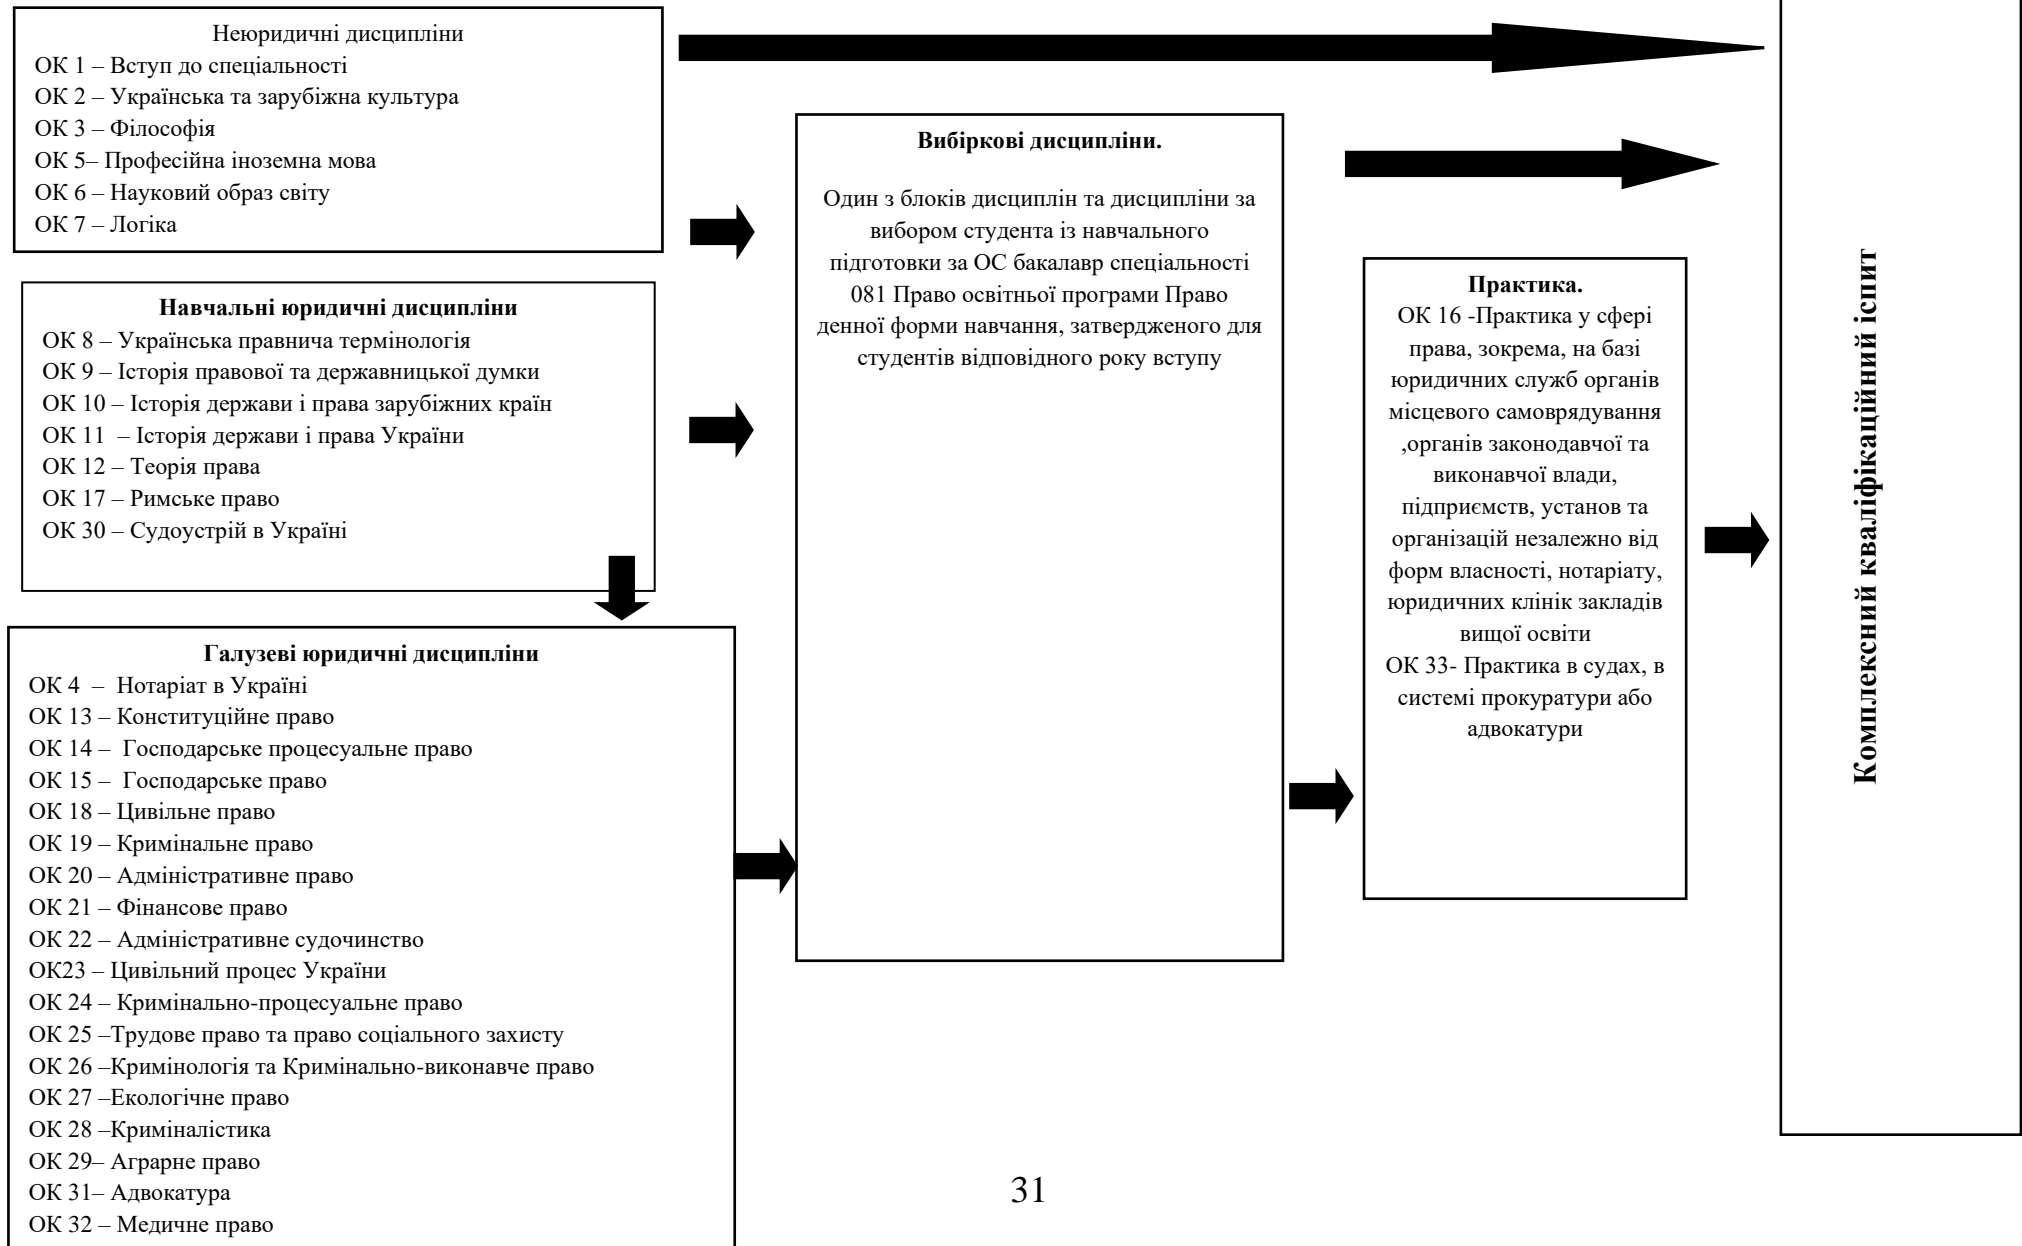 Неюридичні дисципліни
ОК 1 – Вступ до спеціальності
ОК 2 – Українська та зарубіжна культура
ОК 3 – Філософія
ОК 5– Професійна іноземна мова
ОК 6 – Науковий образ світу
ОК 7 – Логіка
Навчальні юридичні дисципліни
ОК 8 – Українська правнича термінологія
ОК 9 – Історія правової та державницької думки
ОК 10 – Історія держави і права зарубіжних країн
ОК 11 – Історія держави і права України
ОК 12 – Теорія права
ОК 17 – Римське право
ОК 30 – Судоустрій в Україні
Галузеві юридичні дисципліни
ОК 4 – Нотаріат в Україні
ОК 13 – Конституційне право
ОК 14 – Господарське процесуальне право
ОК 15 – Господарське право
ОК 18 – Цивільне право
ОК 19 – Кримінальне право
ОК 20 – Адміністративне право
ОК 21 – Фінансове право
ОК 22 – Адміністративне судочинство
ОК23 – Цивільний процес України
ОК 24 – Кримінально-процесуальне право
ОК 25 –Трудове право та право соціального захисту
ОК 26 –Кримінологія та Кримінально-виконавче право
ОК 27 –Екологічне право
ОК 28 –Криміналістика
ОК 29– Аграрне право
ОК 31– Адвокатура
ОК 32 – Медичне право
Вибіркові дисципліни.
Один з блоків дисциплін та дисципліни за
вибором студента із навчального
підготовки за ОС бакалавр спеціальності
081 Право освітньої програми Право
денної форми навчання, затвердженого для
студентів відповідного року вступу
Практика.
ОК 16 -Практика у сфері
права, зокрема, на базі
юридичних служб органів
місцевого самоврядування
,органів законодавчої та
виконавчої влади,
підприємств, установ та
організацій незалежно від
форм власності, нотаріату,
юридичних клінік закладів
вищої освіти
ОК 33- Практика в судах, в
системі прокуратури або
адвокатури
Комплексний кваліфікаційний іспит
31